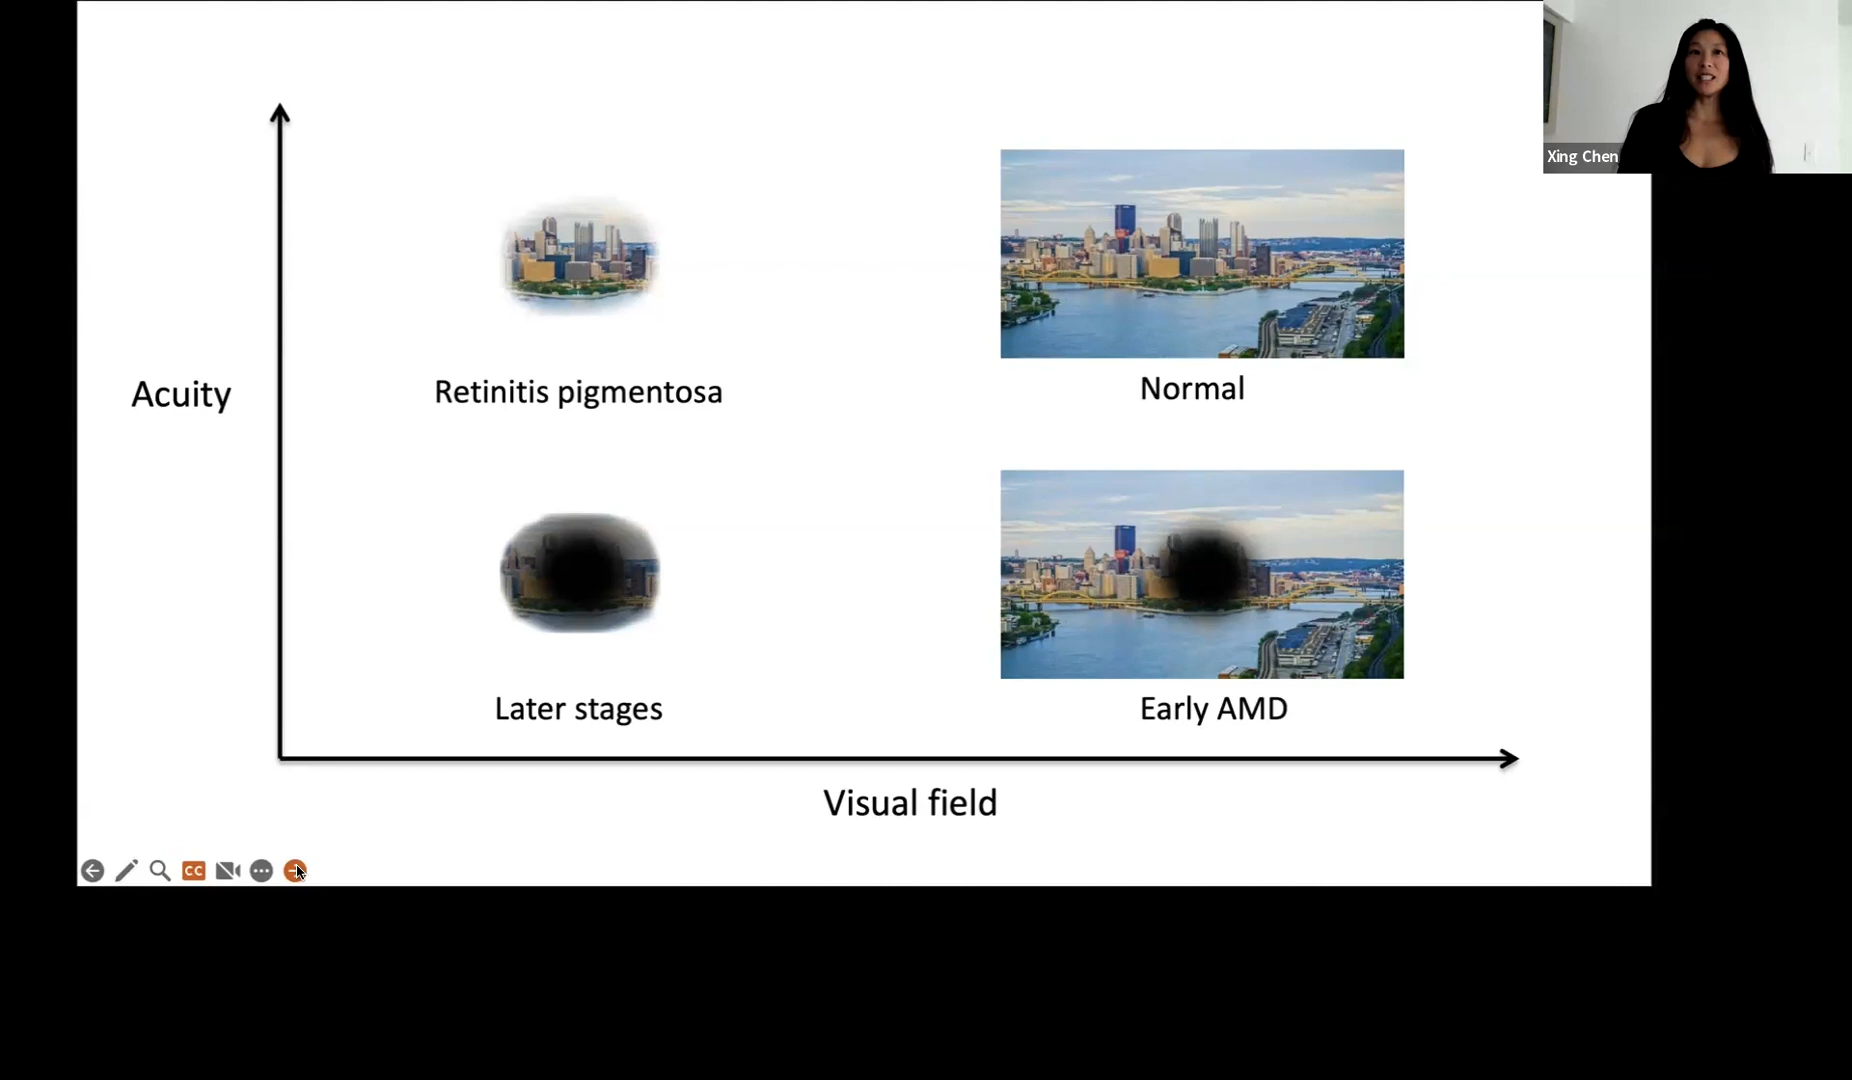 Xing Chen
Acuity
Retinitis pigmentosa
Normal
Later stages
Early AMD
Visual field
CC